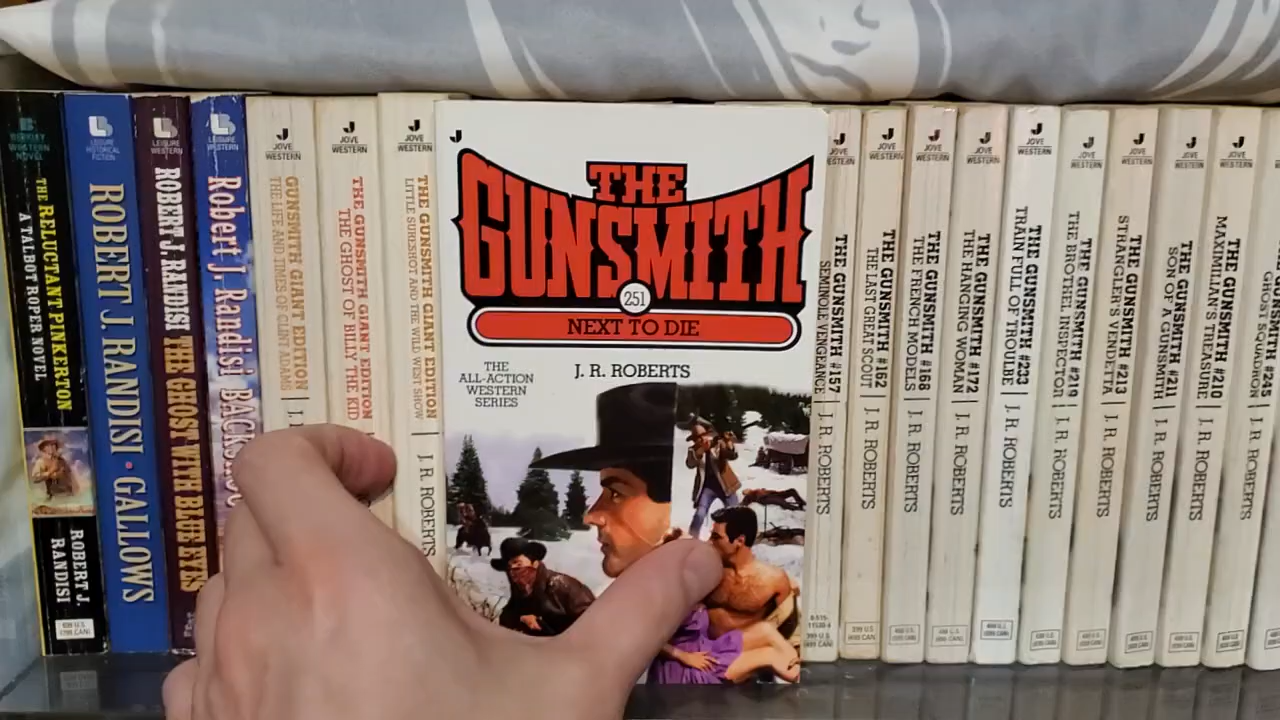 BERKLEY
WESTERN
NOVEL
THE RELUCTANT PINKERTON
A TALBOT ROPER NOVEL
ROBERT J.
RANDISI
LEISURE
HISTORICAL
FICTION
ROBERT J. RANDISI • GALLOWS
LEISURE
WESTERN
ROBERT J. RANDISI THE GHOST WITH BLUE EYES
LEISURE
WESTERN
Robert J. Randisi
J
JOVE
WESTERN
GUNSMITH GIANT EDITION
THE LIFE AND TIMES OF CLINT ADAMS
J.
J
JOVE
WESTERN
THE GUNSMITH GIANT EDITION
THE GHOST OF BILLY THE KID
J
JOVE
WESTERN
THE GUNSMITH GIANT EDITION
LITTLE SURESHOT AND THE WILD WEST SHOW
J. R. ROBERTS
J
THE
GUNSMITH
251
NEXT TO DIE
THE
ALL-ACTION
WESTERN
SERIES
J. R. ROBERTS
J
JOVE
WESTERN
THE GUNSMITH #157
SEMINOLE VENGEANCE
J. R. ROBERTS
J
JOVE
WESTERN
THE GUNSMITH #162
THE LAST GREAT SCOUT
J. R. ROBERTS
J
JOVE
WESTERN
THE GUNSMITH #168
THE FRENCH MODELS
J. R. ROBERTS
J
JOVE
WESTERN
THE GUNSMITH #172
THE HANGING WOMAN
J. R. ROBERTS
J
JOVE
WESTERN
THE GUNSMITH #233
TRAIN FULL OF TROUBLE
J. R. ROBERTS
J
JOVE
WESTERN
THE GUNSMITH #219
THE BROTHEL INSPECTOR
J. R. ROBERTS
J
JOVE
WESTERN
THE GUNSMITH #213
STRANGLER'S VENDETTA
J. R. ROBERTS
J
JOVE
WESTERN
THE GUNSMITH #211
SON OF A GUNSMITH
J. R. ROBERTS
J
JOVE
WESTERN
THE GUNSMITH #210
MAXIMILIAN'S TREASURE
J. R. ROBERTS
J
JOVE
WESTERN
GUNSMITH #245
GHOST SQUADRON
J. R. ROBERTS